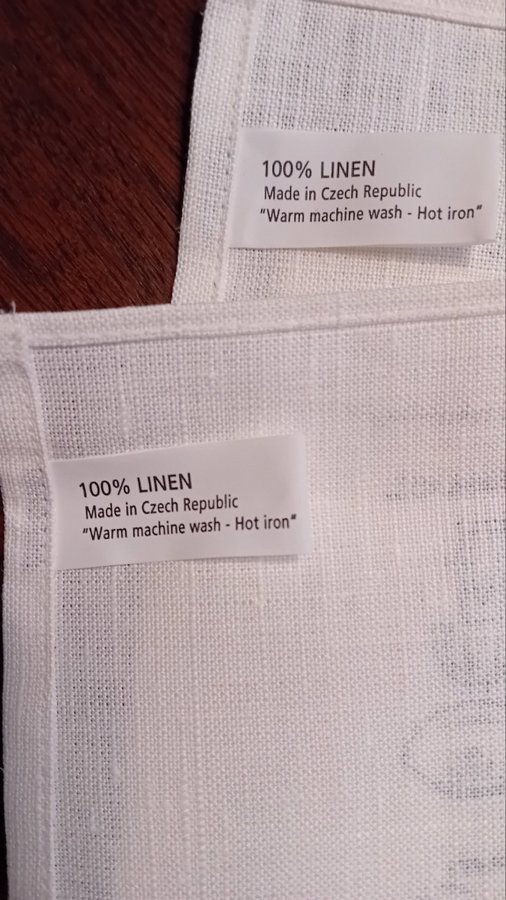 100% LINEN
Made in Czech Republic
"Warm machine wash - Hot iron"
100% LINEN
Made in Czech Republic
"Warm machine wash - Hot iron"